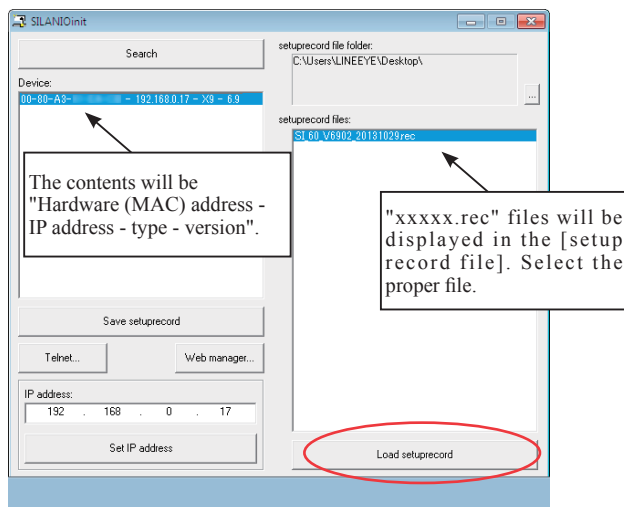 SILANIOinit
Search
Device:
00-80-A3- - 192.168.0.17 - X9 - 6.9
The contents will be
"Hardware (MAC) address -
IP address - type - version".
Save setuprecord
Telnet...
Web manager...
IP address:
192 . 168 . 0 . 17
Set IP address
setuprecord file folder:
C:\Users\LINEEYE\Desktop\
...
setuprecord files:
SI_60_V6902_20131029.rec
"xxxxx.rec" files will be
displayed in the [setup
record file]. Select the
proper file.
Load setuprecord